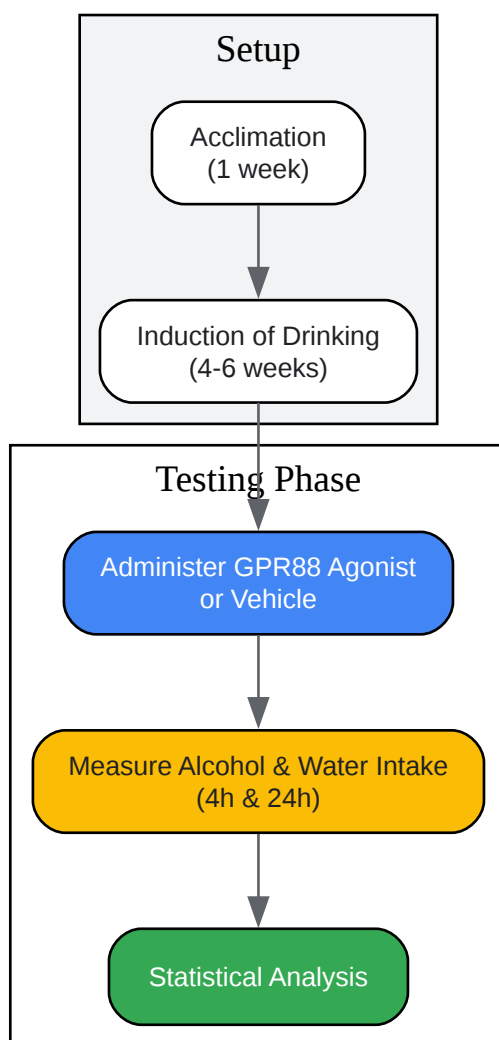 Setup
Acclimation
(1 week)
Induction of Drinking
(4-6 weeks)
Testing Phase
Administer GPR88 Agonist
or Vehicle
Measure Alcohol & Water Intake
(4h & 24h)
Statistical Analysis